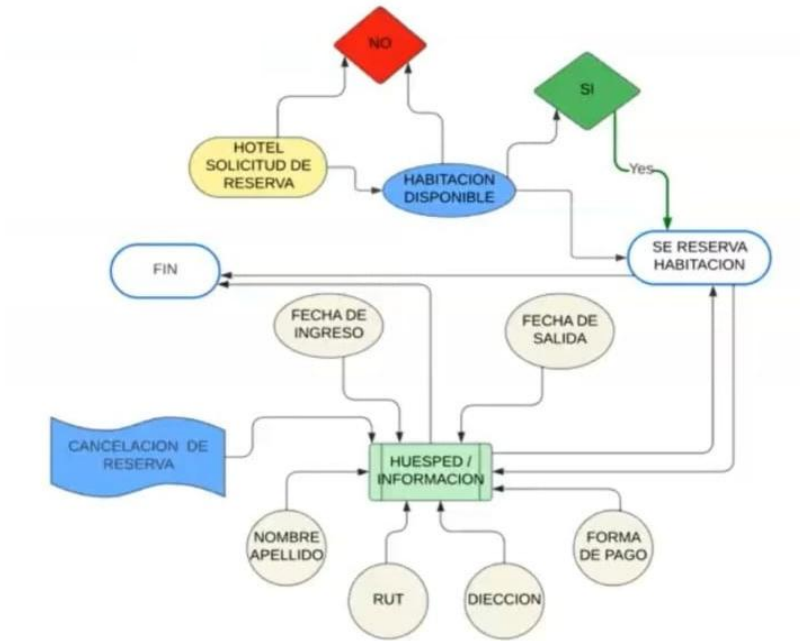 NO
SI
HOTEL
SOLICITUD DE
RESERVA
HABITACION
DISPONIBLE
Yes
SE RESERVA
HABITACION
FIN
FECHA DE
INGRESO
FECHA DE
SALIDA
CANCELACION DE
RESERVA
HUESPED /
INFORMACION
NOMBRE
APELLIDO
FORMA
DE PAGO
RUT
DIECCION